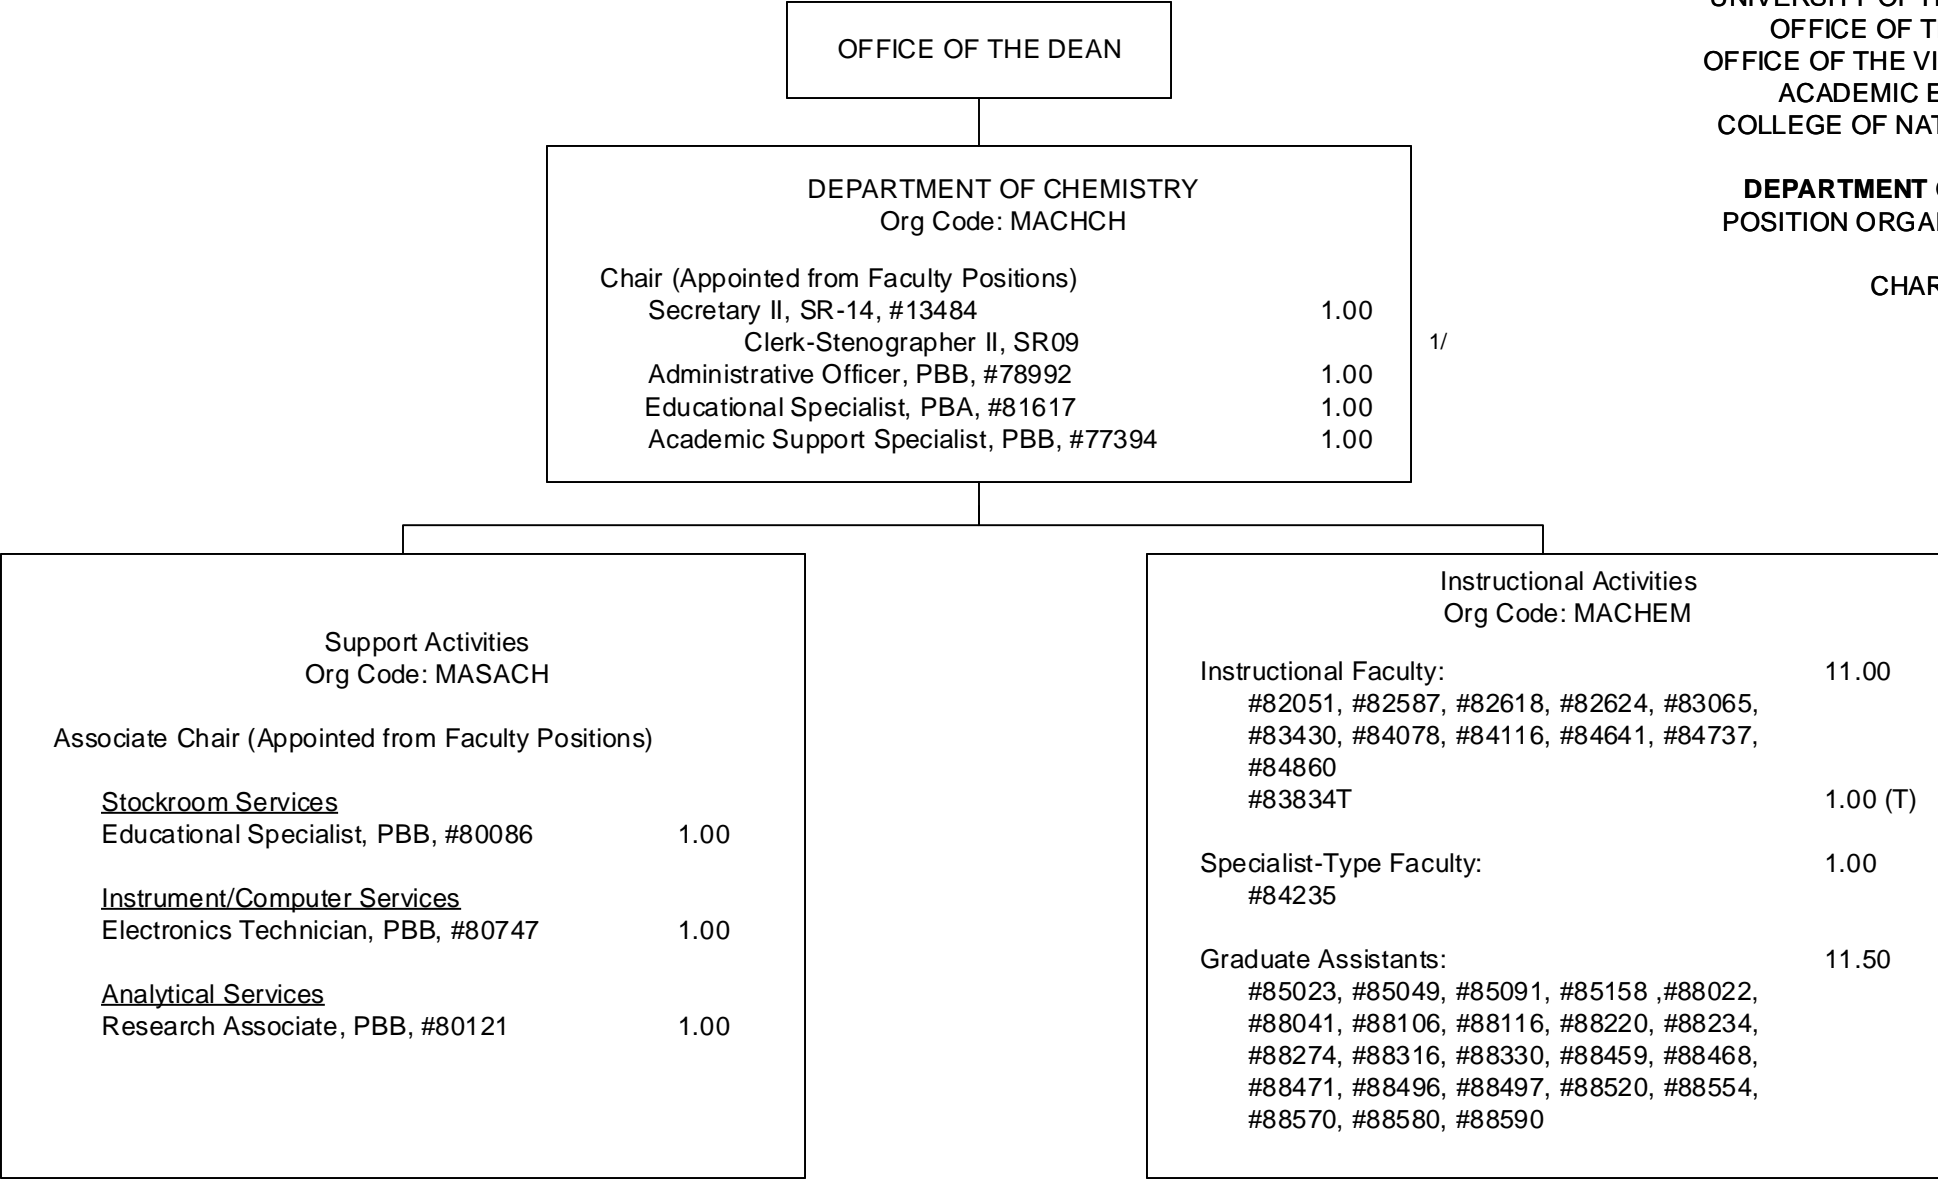 OFFICE OF THE DEAN
OFFICE OF
OFFICE OF THE
ACADEMIC
COLLEGE OF
DEPARTMENT
POSITION
DEPARTMENT OF CHEMISTRY
Org Code: MACHCH
Chair (Appointed from Faculty Positions)
Secretary II, SR-14, #13484 1.00
Clerk-Stenographer II, SR09 1/
Administrative Officer, PBB, #78992 1.00
Educational Specialist, PBA, #81617 1.00
Academic Support Specialist, PBB, #77394 1.00
Support Activities
Org Code: MASACH
Associate Chair (Appointed from Faculty Positions)
Stockroom Services
Educational Specialist, PBB, #80086 1.00
Instrument/Computer Services
Electronics Technician, PBB, #80747 1.00
Analytical Services
Research Associate, PBB, #80121 1.00
Instructional Activities
Org Code: MACHEM
Instructional Faculty: 11.00
#82051, #82587, #82618, #82624, #83065,
#83430, #84078, #84116, #84641, #84737,
#84860
#83834T 1.00 (T)
Specialist-Type Faculty: 1.00
#84235
Graduate Assistants: 11.50
#85023, #85049, #85091, #85158 ,#88022,
#88041, #88106, #88116, #88220, #88234,
#88274, #88316, #88330, #88459, #88468,
#88471, #88496, #88497, #88520, #88554,
#88570, #88580, #88590